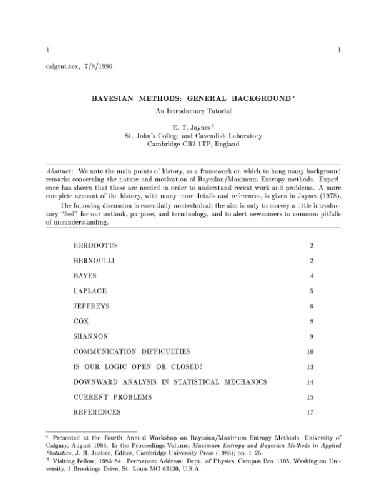 1 1
calgvut.tex, 7/8/1996
BAYESIAN METHODS: GENERAL BACKGROUND*
An Introductory Tutorial
E. T. Jaynes†
St. John's College and Cavendish Laboratory
Cambridge CB2 1TP, England
Abstract: We note the main points of history, as a framework on which to hang many background
remarks concerning the nature and motivation of Bayesian/Maximum Entropy methods. Experi-
ence has shown that these are needed in order to understand recent work and problems. A more
complete account of the history, with many more details and references, is given in Jaynes (1978).
The following discussion is essentially nontechnical; the aim is only to convey a little introduc-
tory "feel" for our outlook, purpose, and terminology, and to alert newcomers to common pitfalls
of misunderstanding.
HERODOTUS 2
BERNOULLI 2
BAYES 4
LAPLACE 5
JEFFREYS 6
COX 8
SHANNON 9
COMMUNICATION DIFFICULTIES 10
IS OUR LOGIC OPEN OR CLOSED? 13
DOWNWARD ANALYSIS IN STATISTICAL MECHANICS 14
CURRENT PROBLEMS 15
REFERENCES 17
* Presented at the Fourth Annual Workshop on Bayesian/Maximum Entropy Methods, University of
Calgary, August 1984. In the Proceedings Volume, Maximum Entropy and Bayesian Methods in Applied
Statistics, J. H. Justice, Editor, Cambridge University Press (1985); pp. 1-25.
† Visiting Fellow, 1983-84. Permanent Address: Dept. of Physics, Campus Box 1105, Washington Uni-
versity, 1 Brookings Drive, St. Louis MO 63130, U.S.A.